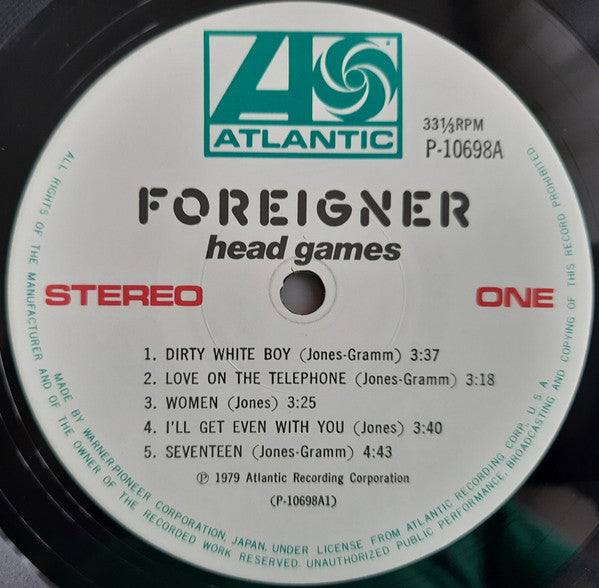 ATLANTIC
33⅓RPM
P-10698A
FOREIGNER
head games
STEREO
ONE
1. DIRTY WHITE BOY (Jones-Gramm) 3:37
2. LOVE ON THE TELEPHONE (Jones-Gramm) 3:18
3. WOMEN (Jones) 3:25
4. I'LL GET EVEN WITH YOU (Jones) 3:40
5. SEVENTEEN (Jones-Gramm) 4:43
Ⓟ 1979 Atlantic Recording Corporation
(P-10698A1)
MADE BY WARNER-PIONEER CORPORATION, JAPAN, UNDER LICENSE FROM ATLANTIC RECORDING CORP., U.S.A.
ALL RIGHTS OF THE MANUFACTURER AND OF THE OWNER OF THE RECORDED WORK RESERVED. UNAUTHORIZED PUBLIC PERFORMANCE, BROADCASTING AND COPYING OF THIS RECORD PROHIBITED